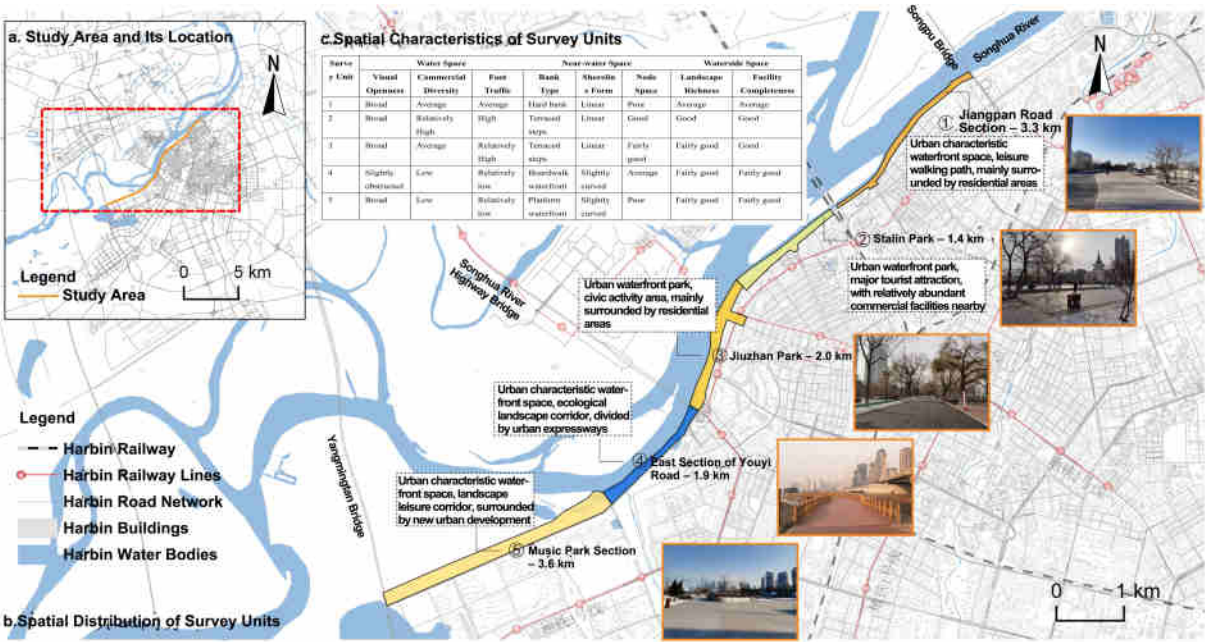 a. Study Area and Its Location
N
Legend
Study Area
0 5 km
c.Spatial Characteristics of Survey Units
Surve y Unit
Water Space
Near-water Space
Waterside Space
Visual Openness
Commercial Diversity
Foot Traffic
Bank Type
Shorelin e Form
Node Space
Landscape Richness
Facility Completeness
1 Broad Average Average Hard bank Linear Poor Average Average
2 Broad Relatively High High Terraced steps Linear Good Good Good
3 Broad Average Relatively High Terraced steps Linear Fairly good Fairly good Good
4 Slightly obstructed Low Relatively low Boardwalk waterfront Slightly curved Average Fairly good Fairly good
5 Broad Low Relatively low Platform waterfront Slightly curved Poor Fairly good Fairly good
Songpu Bridge
Songhua River
N
① Jiangpan Road
Section – 3.3 km
Urban characteristic
waterfront space, leisure
walking path, mainly surro-
unded by residential areas
② Stalin Park – 1.4 km
Urban waterfront park,
major tourist attraction,
with relatively abundant
commercial facilities nearby
Songhua River
Highway Bridge
Urban waterfront park,
civic activity area, mainly
surrounded by residential
areas
③ Jiuzhan Park – 2.0 km
Urban characteristic water-
front space, ecological
landscape corridor, divided
by urban expressways
④ East Section of Youyi
Road – 1.9 km
Yangmingtan Bridge
Urban characteristic water-
front space, landscape
leisure corridor, surrounded
by new urban development
⑤ Music Park Section
– 3.6 km
Legend
Harbin Railway
Harbin Railway Lines
Harbin Road Network
Harbin Buildings
Harbin Water Bodies
0 1 km
b.Spatial Distribution of Survey Units